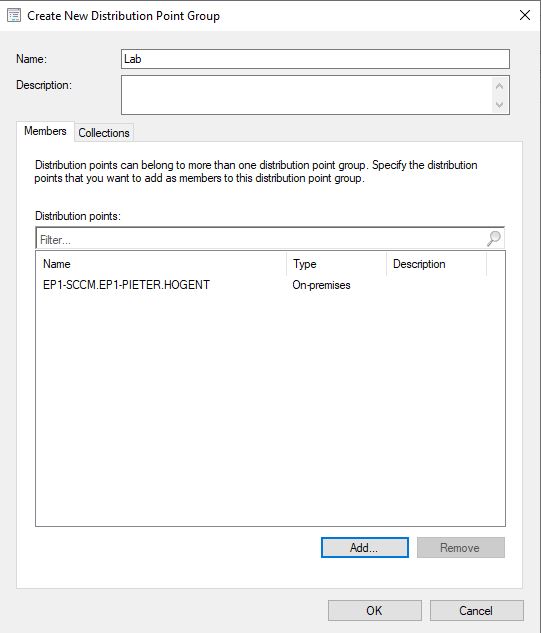 Create New Distribution Point Group
Name:
Lab
Description:
Members
Collections
Distribution points can belong to more than one distribution point group. Specify the distribution
points that you want to add as members to this distribution point group.
Distribution points:
Filter...
Name Type Description
EP1-SCCM.EP1-PIETER.HOGENT On-premises
Add... Remove
OK Cancel